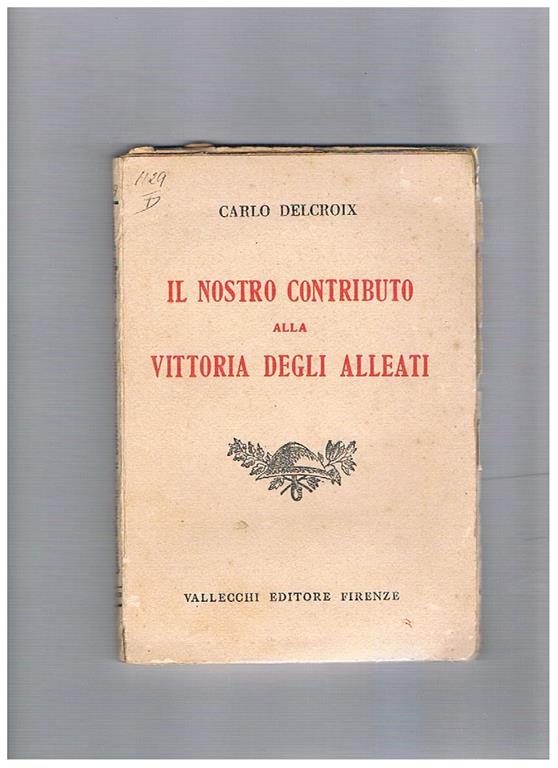 1129
D
CARLO DELCROIX
IL NOSTRO CONTRIBUTO
ALLA
VITTORIA DEGLI ALLEATI
VALLECCHI EDITORE FIRENZE